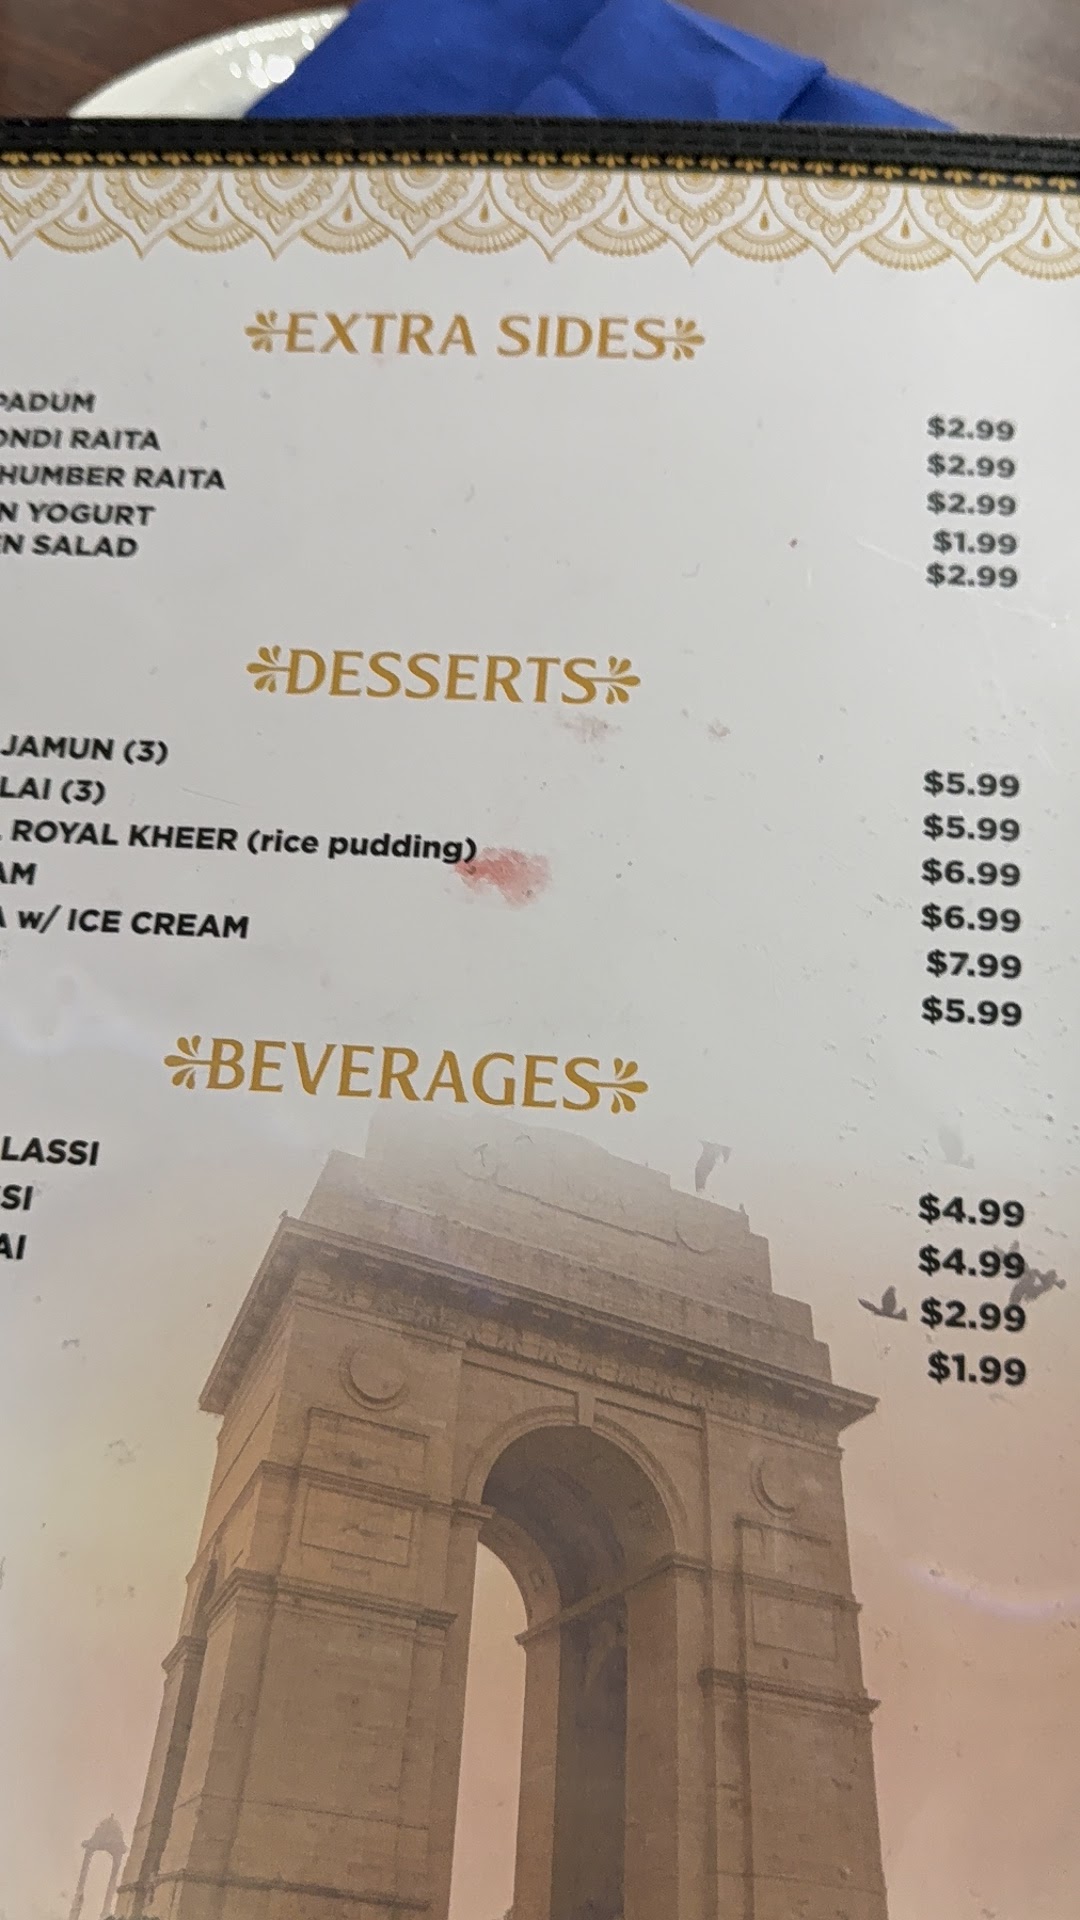 EXTRA SIDES
PADUM $2.99
ONDI RAITA $2.99
HUMBER RAITA $2.99
N YOGURT $1.99
EN SALAD $2.99
DESSERTS
JAMUN (3) $5.99
LAI (3) $5.99
ROYAL KHEER (rice pudding) $6.99
AM $6.99
A w/ ICE CREAM $7.99
$5.99
BEVERAGES
LASSI $4.99
SI $4.99
AI $2.99
$1.99